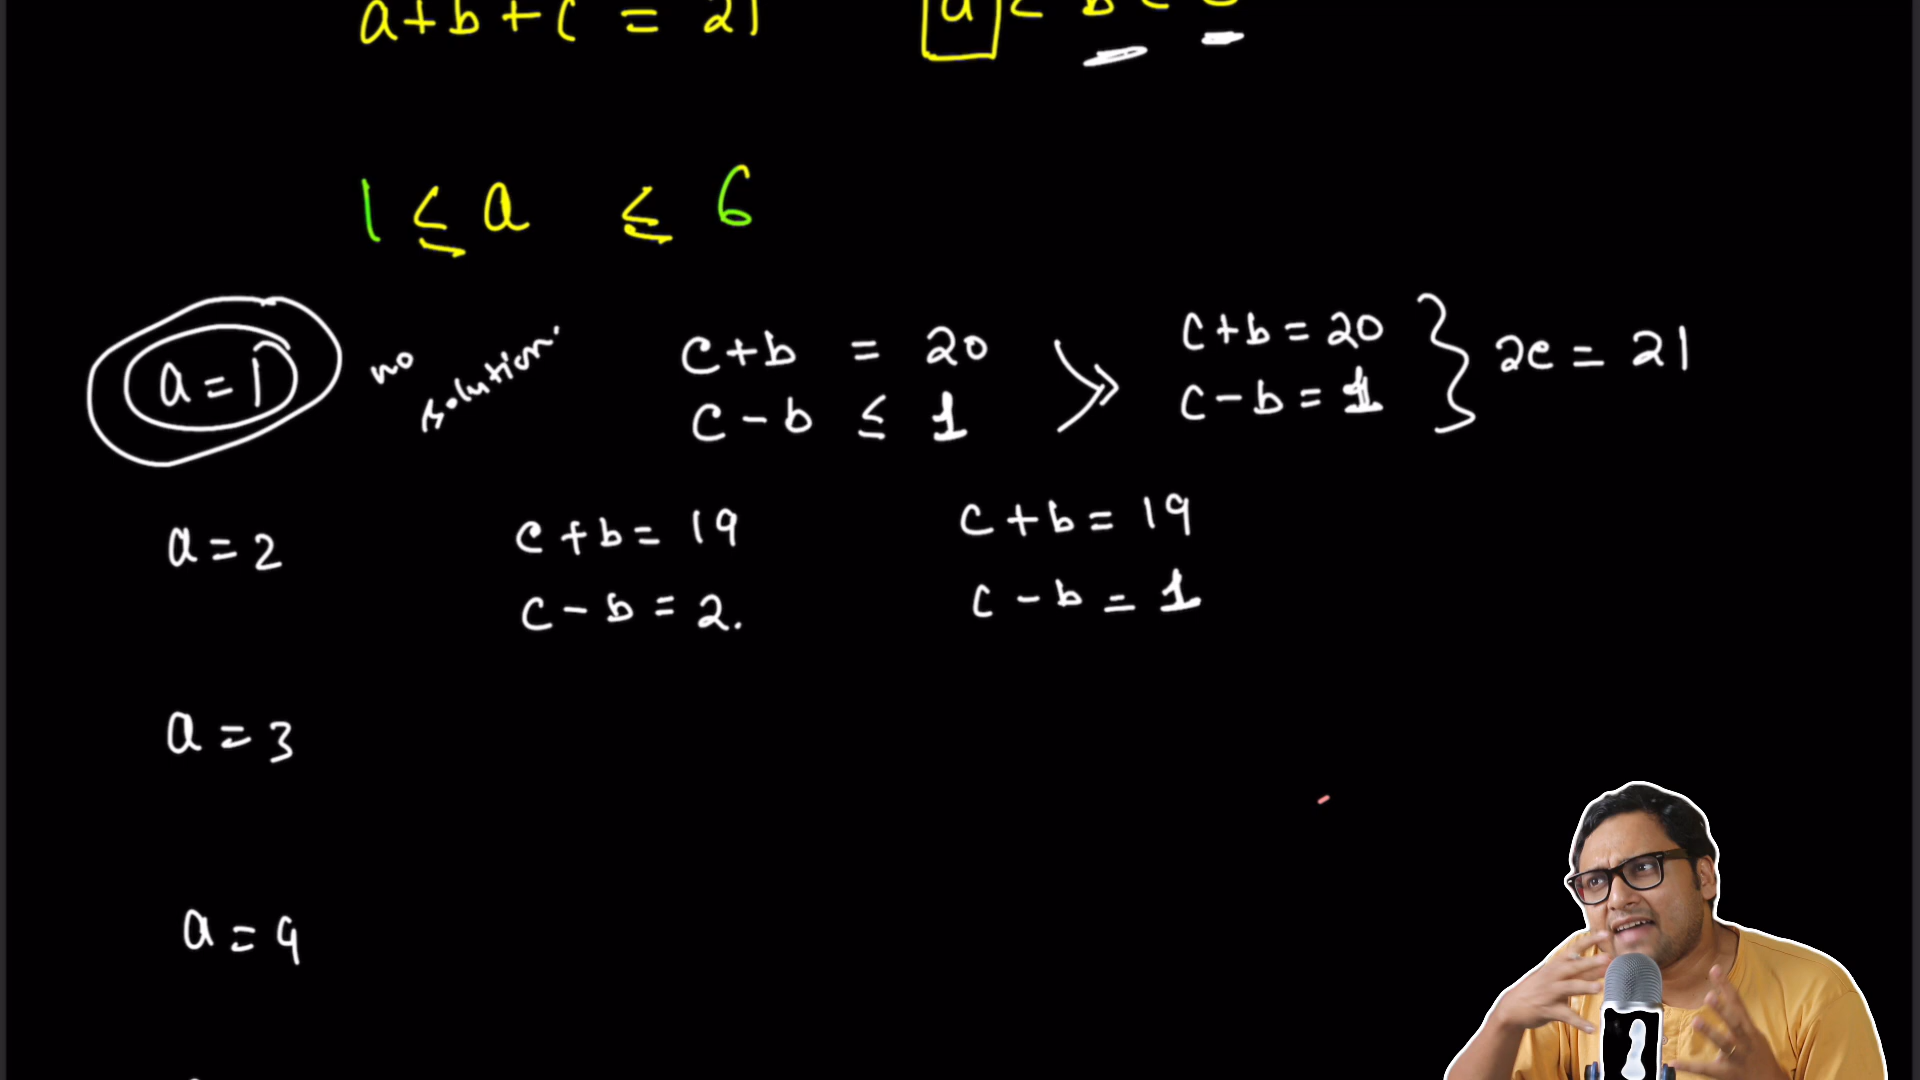 a+b+c = 21 a < b < c
1 ≤ a ≤ 6
a=1 no solution. c+b = 20 c+b=20 2c = 21
c-b ≤ 1 c-b=1
a=2 c+b=19 c+b=19
c-b=2. c-b=1
a=3
a=4